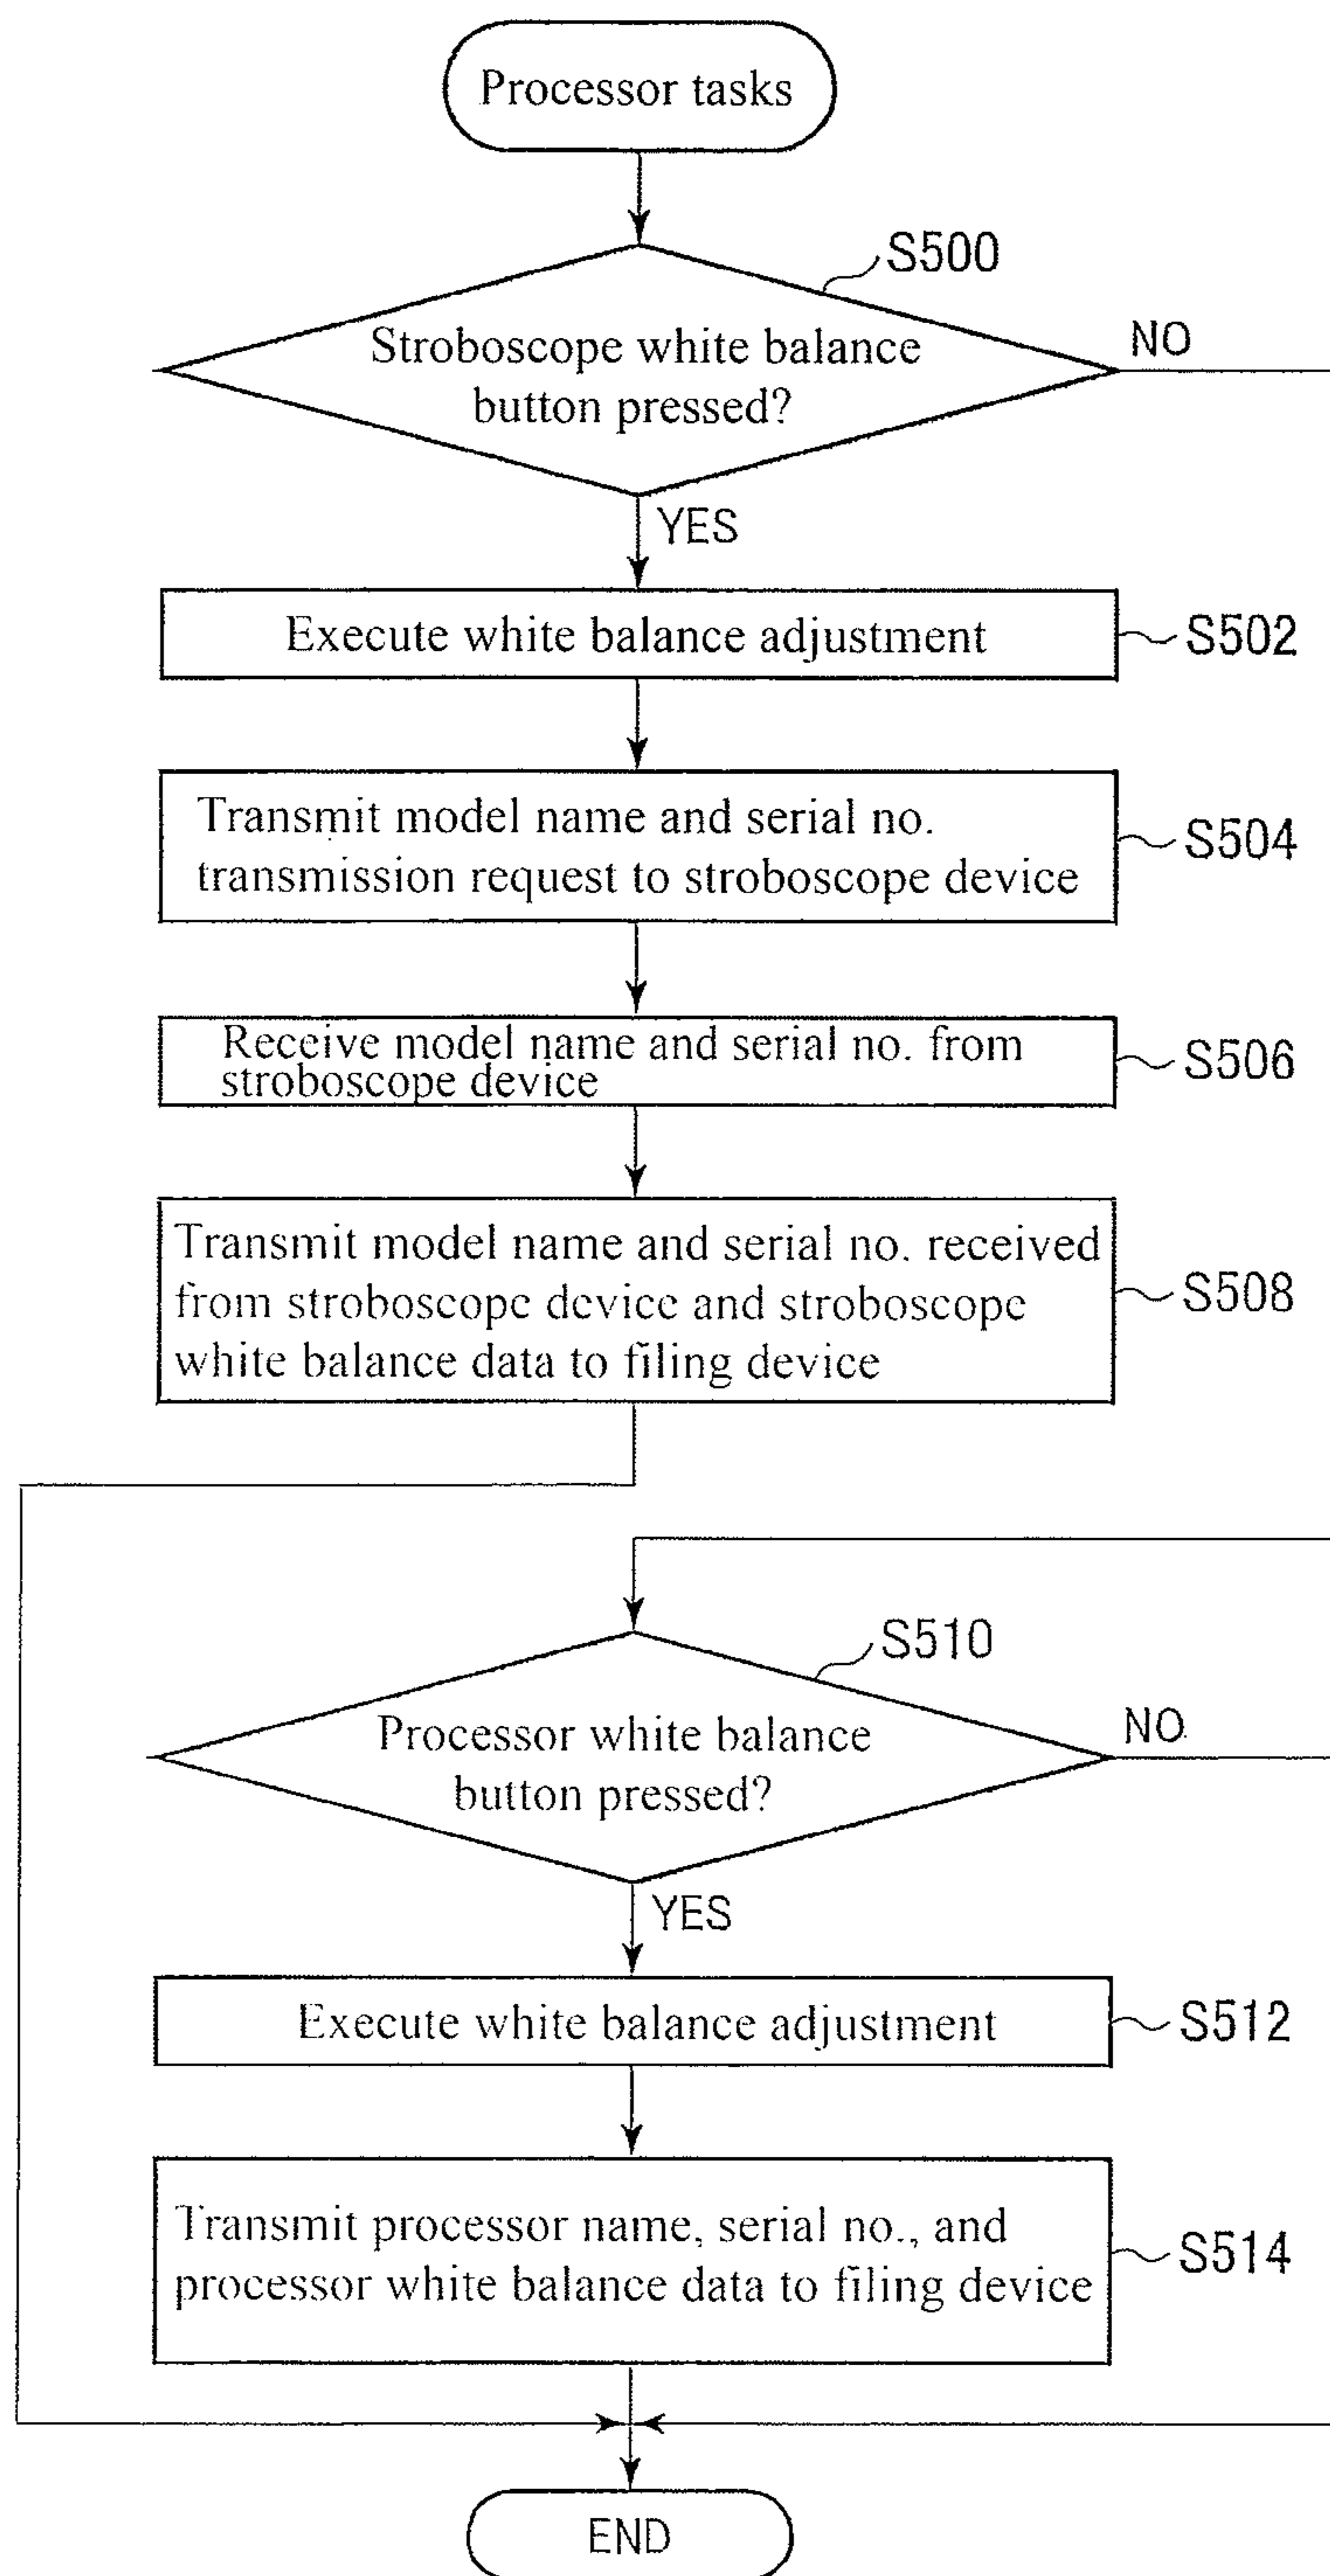 Processor tasks
S500
Stroboscope white balance
button pressed?
NO
YES
Execute white balance adjustment
S502
Transmit model name and serial no.
transmission request to stroboscope device
S504
Receive model name and serial no. from
stroboscope device
S506
Transmit model name and serial no. received
from stroboscope device and stroboscope
white balance data to filing device
S508
S510
Processor white balance
button pressed?
NO
YES
Execute white balance adjustment
S512
Transmit processor name, serial no., and
processor white balance data to filing device
S514
END